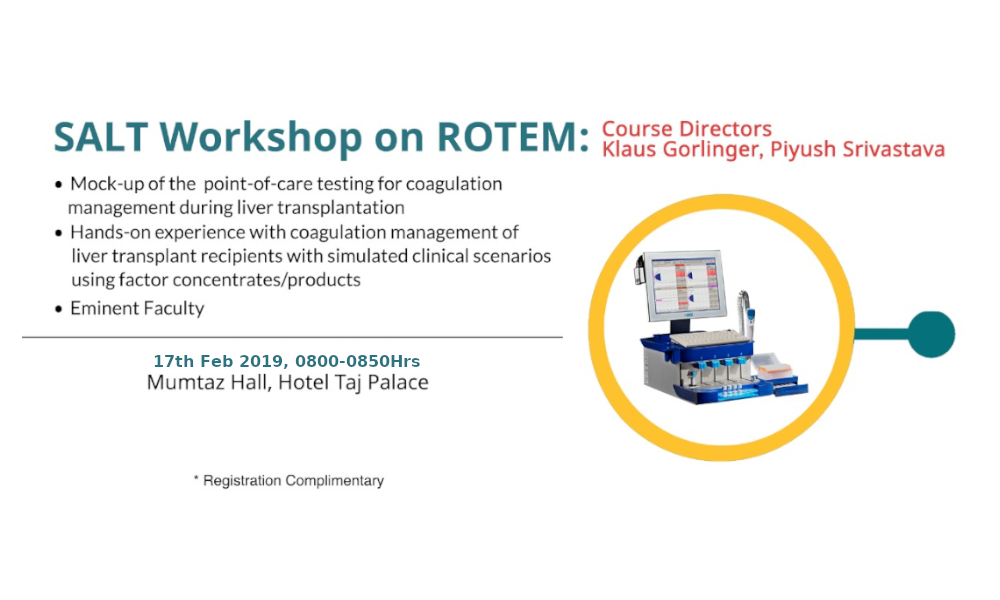 SALT Workshop on ROTEM:
Course Directors
Klaus Gorlinger, Piyush Srivastava
• Mock-up of the point-of-care testing for coagulation
management during liver transplantation
• Hands-on experience with coagulation management of
liver transplant recipients with simulated clinical scenarios
using factor concentrates/products
• Eminent Faculty
17th Feb 2019, 0800-0850Hrs
Mumtaz Hall, Hotel Taj Palace
* Registration Complimentary